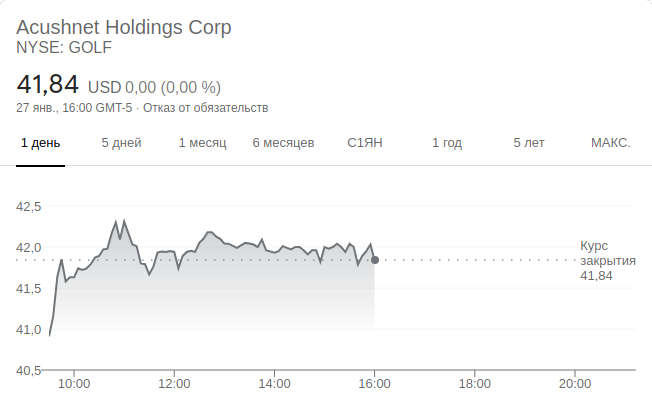 Acushnet Holdings Corp
NYSE: GOLF
41,84 USD 0,00 (0,00 %)
27 янв., 16:00 GMT-5 · Отказ от обязательств
1 день 5 дней 1 месяц 6 месяцев С1ЯН 1 год 5 лет МАКС.
42,5
42,0
41,5
41,0
40,5
Курс
закрытия
41,84
10:00 12:00 14:00 16:00 18:00 20:00